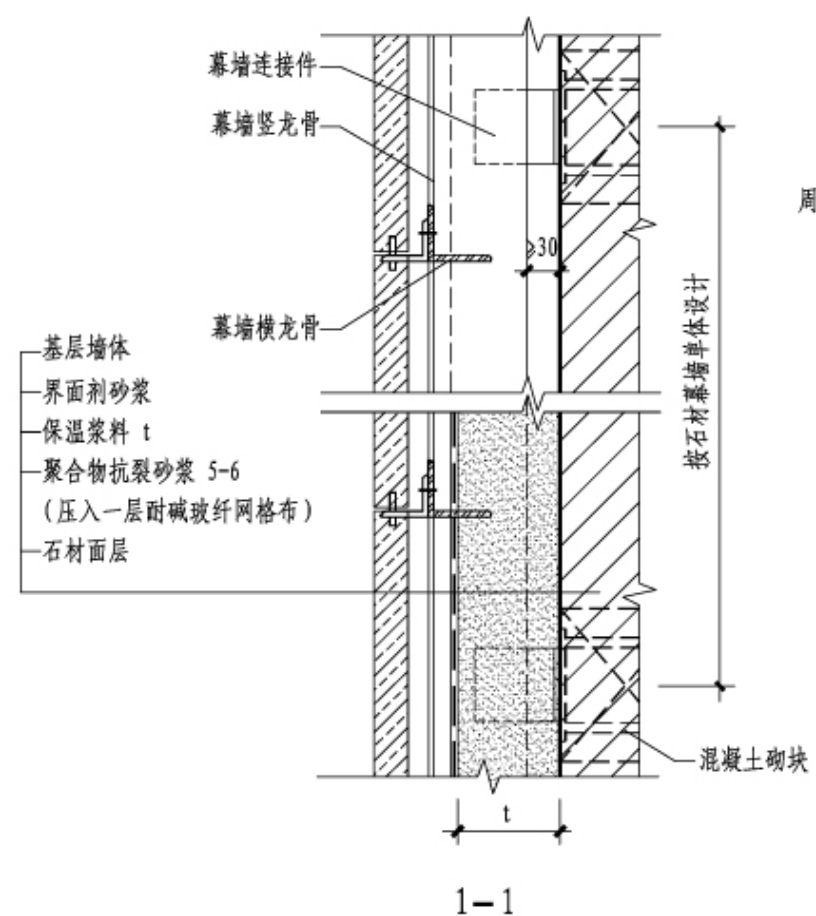 幕墙连接件
幕墙竖龙骨
周
≥30
幕墙横龙骨
基层墙体
界面剂砂浆
保温浆料 t
聚合物抗裂砂浆 5-6
(压入一层耐碱玻纤网格布)
石材面层
按石材幕墙单体设计
混凝土砌块
t
1-1